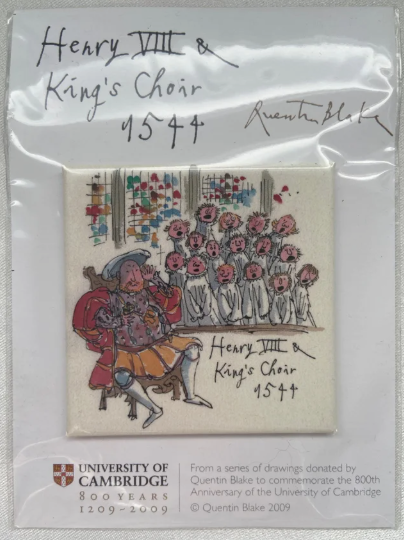 Henry VIII &
King's Choir
1544
Quentin Blake
Henry VIII &
King's Choir
1544
UNIVERSITY OF
CAMBRIDGE
800 YEARS
1209-2009
From a series of drawings donated by
Quentin Blake to commemorate the 800th
Anniversary of the University of Cambridge
© Quentin Blake 2009